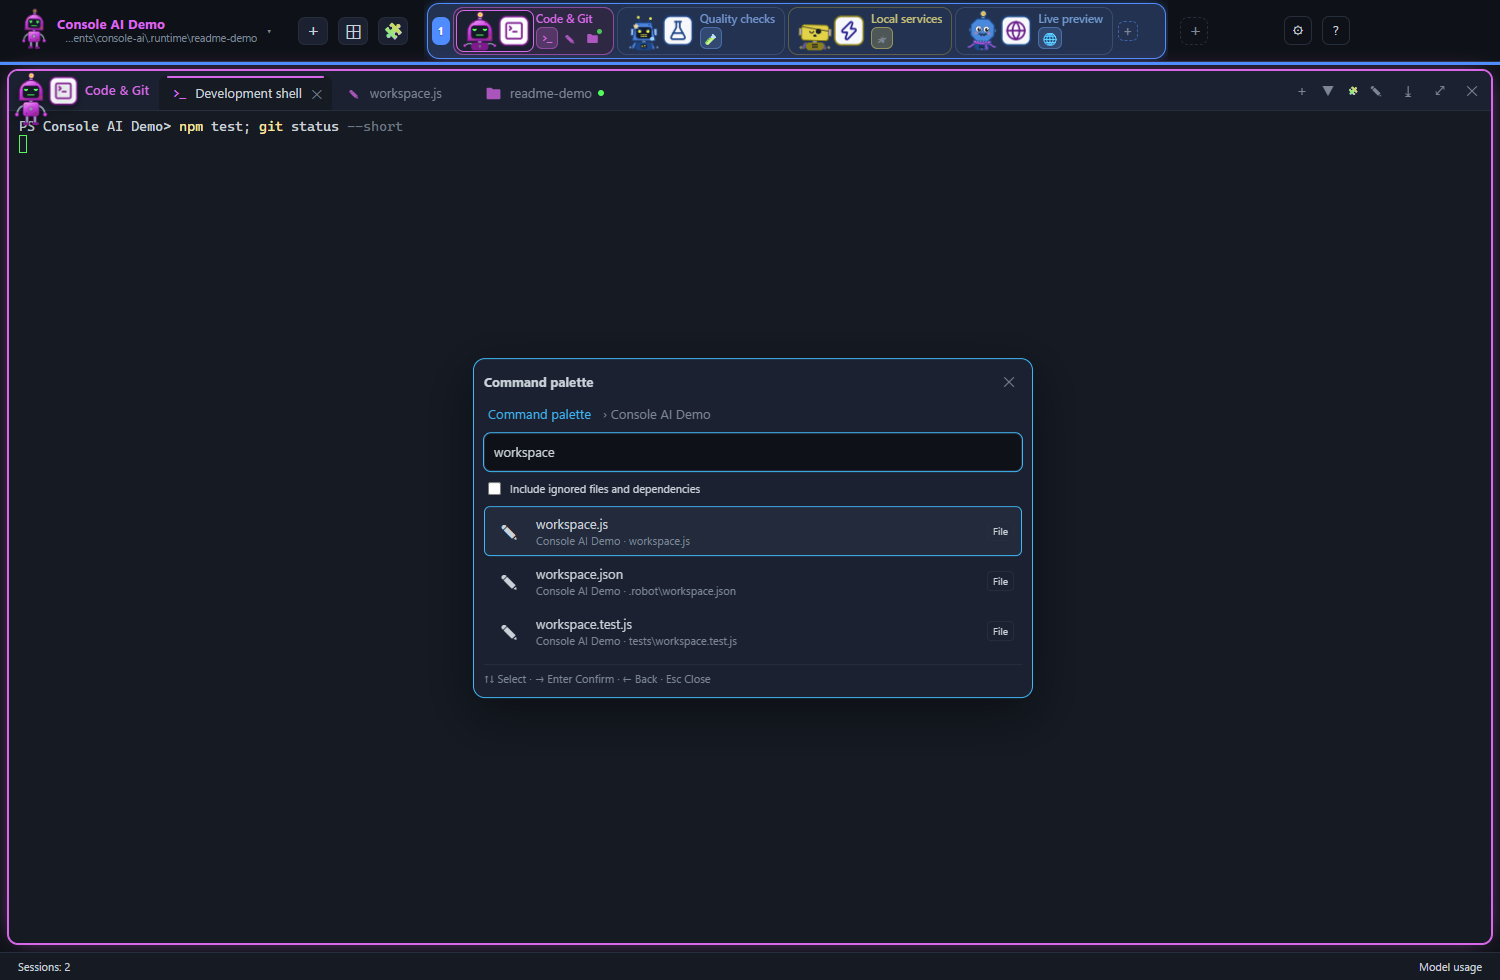 Console AI Demo
...ents\console-ai\.runtime\readme-demo
1
Code & Git
Quality checks
Local services
Live preview
?
Code & Git
Development shell
workspace.js
readme-demo
PS Console AI Demo> npm test; git status --short
Command palette
Command palette › Console AI Demo
workspace
Include ignored files and dependencies
workspace.js
File
Console AI Demo · workspace.js
workspace.json
File
Console AI Demo · .robot\workspace.json
workspace.test.js
File
Console AI Demo · tests\workspace.test.js
↑↓ Select · → Enter Confirm · ← Back · Esc Close
Sessions: 2
Model usage